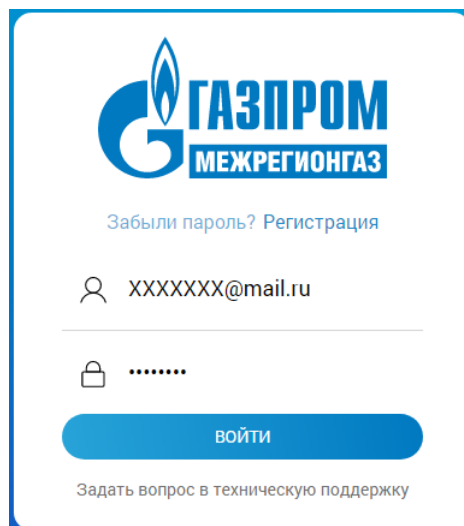 ГАЗПРОМ
МЕЖРЕГИОНГАЗ
Забыли пароль? Регистрация
XXXXXXX@mail.ru
••••••••
ВОЙТИ
Задать вопрос в техническую поддержку